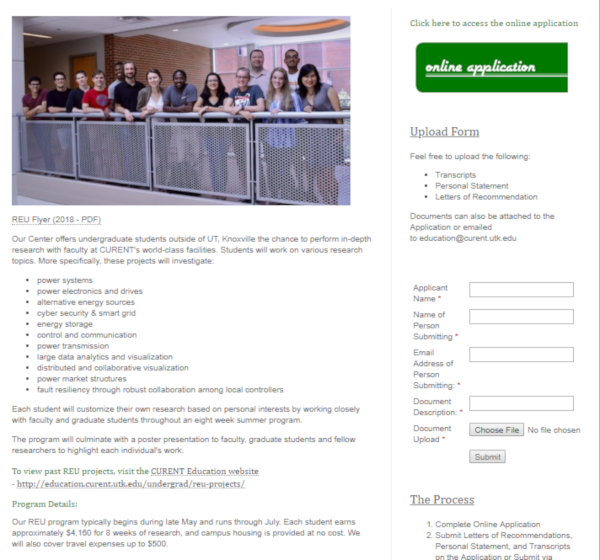 REU Flyer (2018 - PDF)
Our Center offers undergraduate students outside of UT, Knoxville the chance to perform in-depth
research with faculty at CURENT's world-class facilities. Students will work on various research
topics. More specifically, these projects will investigate:
• power systems
• power electronics and drives
• alternative energy sources
• cyber security & smart grid
• energy storage
• control and communication
• power transmission
• large data analytics and visualization
• distributed and collaborative visualization
• power market structures
• fault resiliency through robust collaboration among local controllers
Each student will customize their own research based on personal interests by working closely
with faculty and graduate students throughout an eight week summer program.
The program will culminate with a poster presentation to faculty, graduate students and fellow
researchers to highlight each individual's work.
To view past REU projects, visit the CURENT Education website
- http://education.curent.utk.edu/undergrad/reu-projects/
Program Details:
Our REU program typically begins during late May and runs through July. Each student earns
approximately $4,160 for 8 weeks of research, and campus housing is provided at no cost. We
will also cover travel expenses up to $500.
Click here to access the online application
online application
Upload Form
Feel free to upload the following:
• Transcripts
• Personal Statement
• Letters of Recommendation
Documents can also be attached to the
Application or emailed
to education@curent.utk.edu
Applicant
Name *
Name of
Person
Submitting *
Email
Address of
Person
Submitting: *
Document
Description: *
Document
Upload *
Choose File No file chosen
Submit
The Process
1. Complete Online Application
2. Submit Letters of Recommendations,
Personal Statement, and Transcripts
on the Application or Submit via